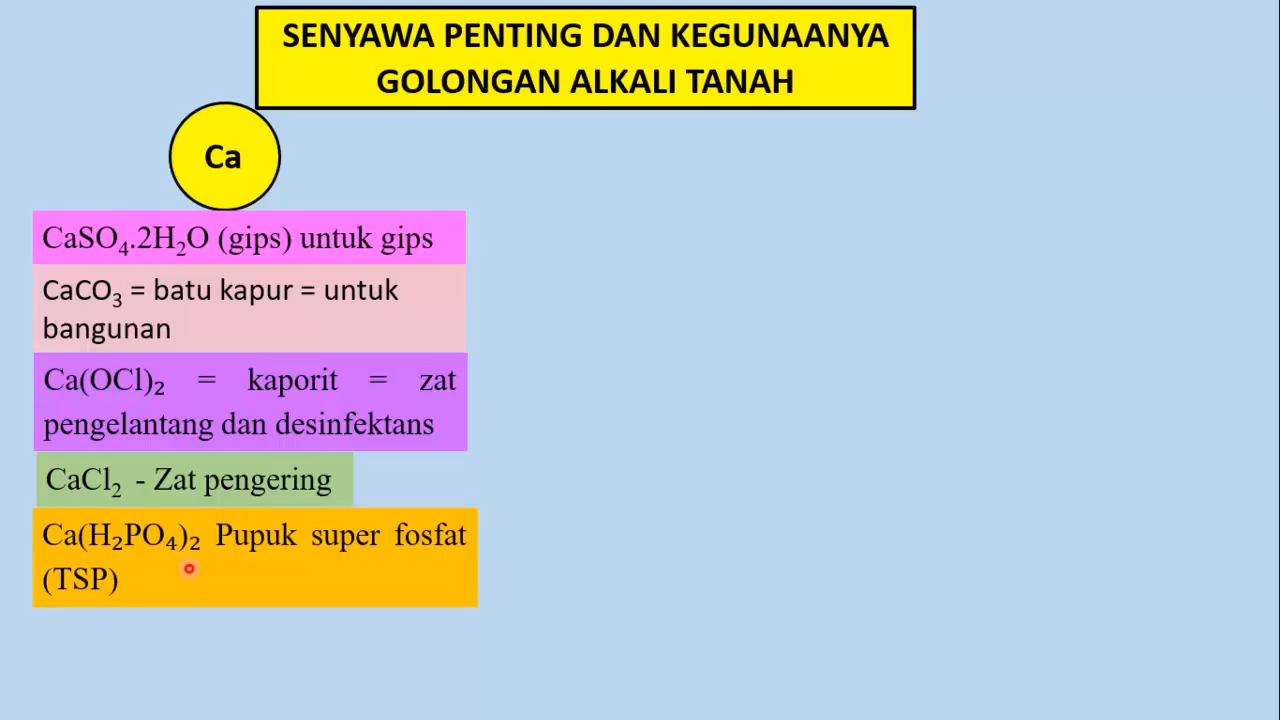 SENYAWA PENTING DAN KEGUNAANYA
GOLONGAN ALKALI TANAH
Ca
CaSO₄.2H₂O (gips) untuk gips
CaCO₃ = batu kapur = untuk
bangunan
Ca(OCl)₂ = kaporit = zat
pengelantang dan desinfektans
CaCl₂ - Zat pengering
Ca(H₂PO₄)₂ Pupuk super fosfat
(TSP)